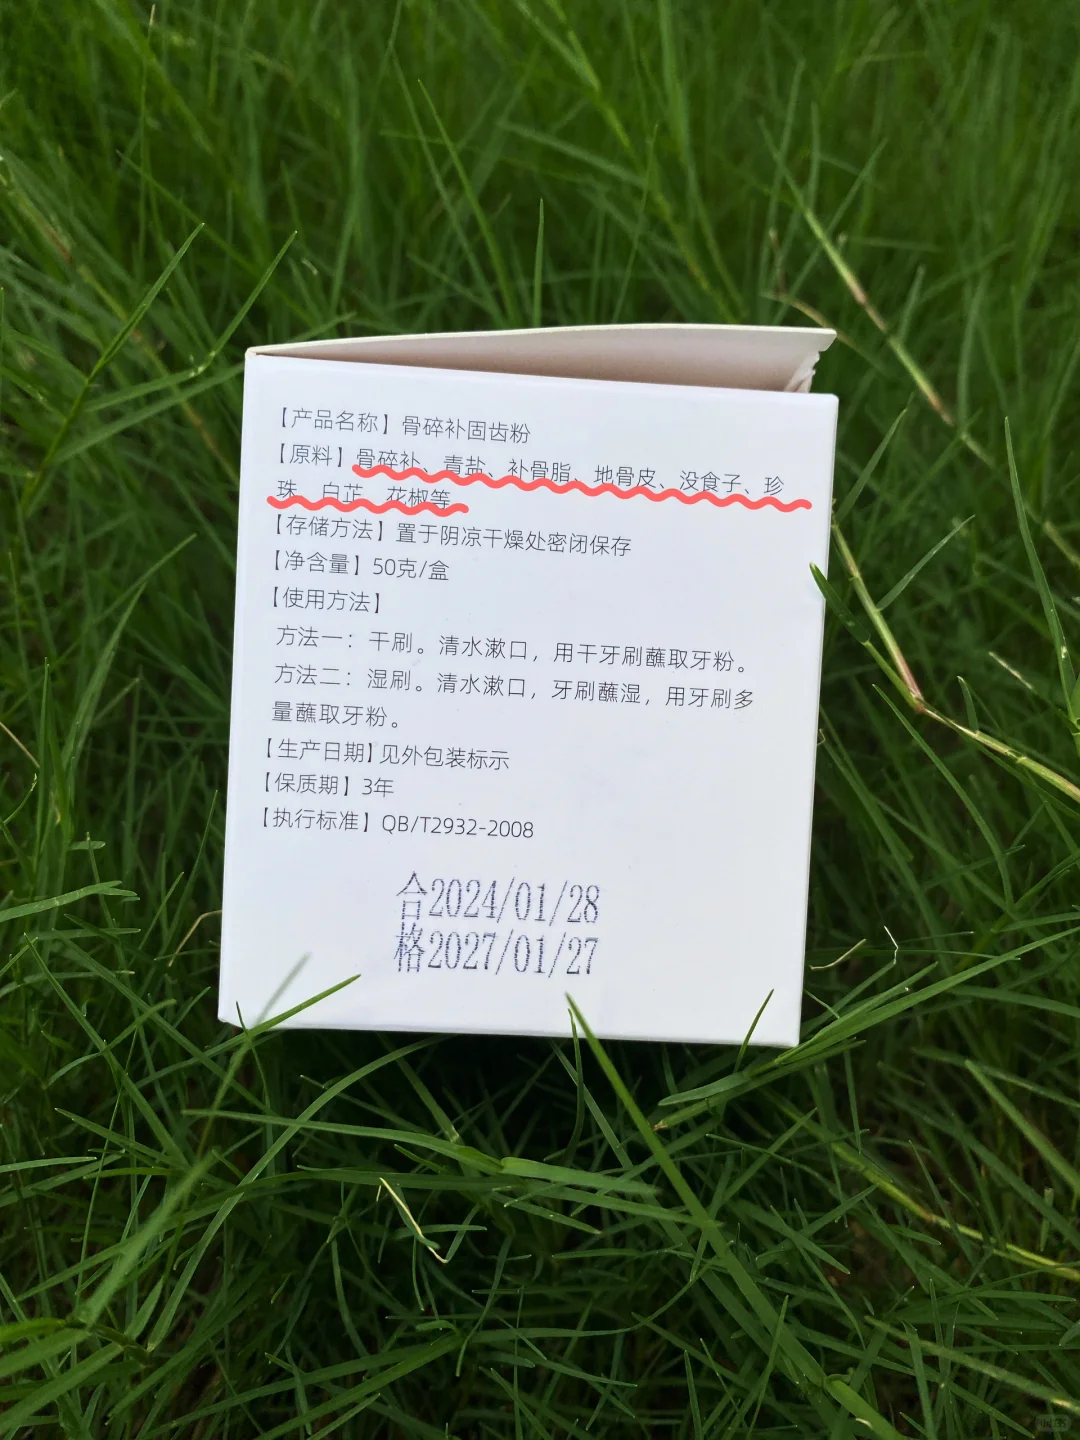 【产品名称】骨碎补固齿粉
【原料】骨碎补、青盐、补骨脂、地骨皮、没食子、珍
珠、白芷、花椒等
【存储方法】置于阴凉干燥处密闭保存
【净含量】50克/盒
【使用方法】
方法一：干刷。清水漱口，用干牙刷蘸取牙粉。
方法二：湿刷。清水漱口，牙刷蘸湿，用牙刷多
量蘸取牙粉。
【生产日期】见外包装标示
【保质期】3年
【执行标准】QB/T2932-2008
合2024/01/28
格2027/01/27